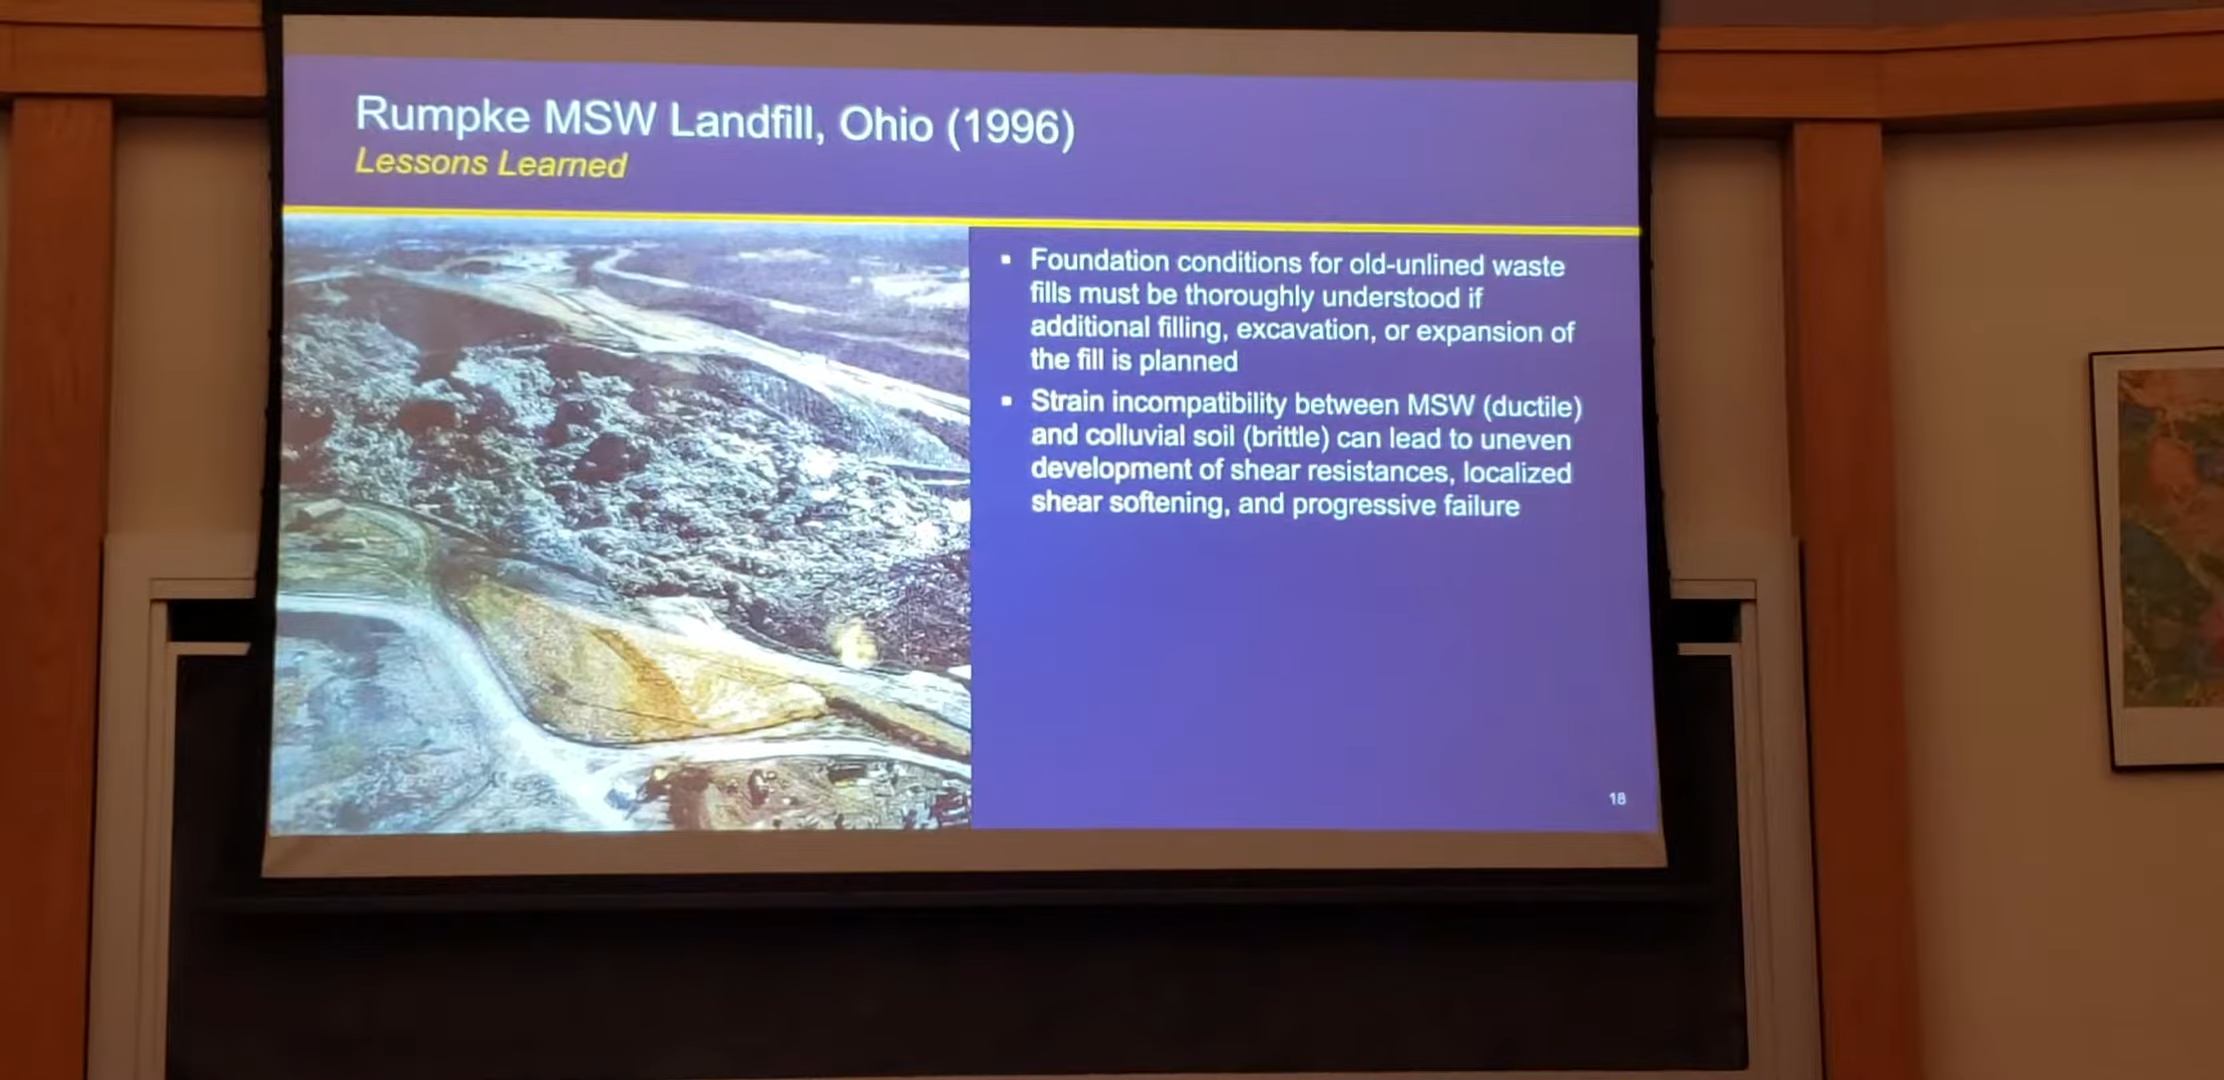 Rumpke MSW Landfill, Ohio (1996)
Lessons Learned
▪ Foundation conditions for old-unlined waste
fills must be thoroughly understood if
additional filling, excavation, or expansion of
the fill is planned
▪ Strain incompatibility between MSW (ductile)
and colluvial soil (brittle) can lead to uneven
development of shear resistances, localized
shear softening, and progressive failure
18